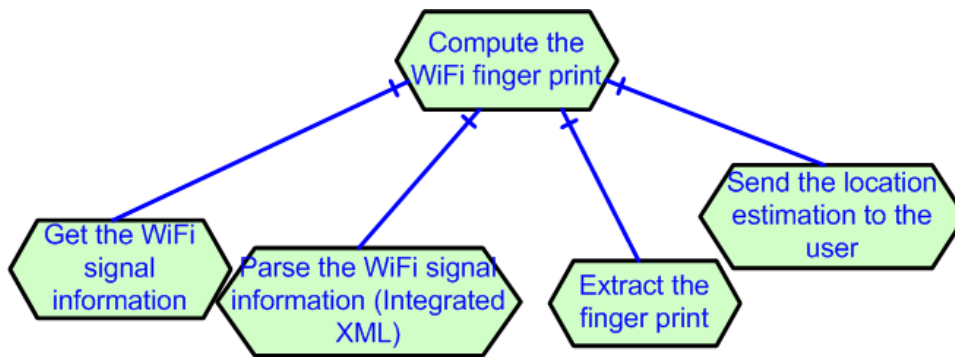 Compute the
WiFi finger print
Get the WiFi
signal
information
Parse the WiFi signal
information (Integrated
XML)
Extract the
finger print
Send the location
estimation to the
user